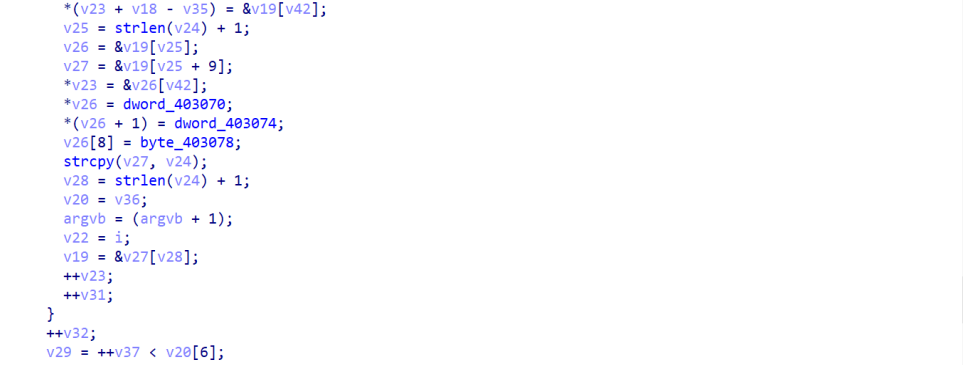 *(v23 + v18 - v35) = &v19[v42];
v25 = strlen(v24) + 1;
v26 = &v19[v25];
v27 = &v19[v25 + 9];
*v23 = &v26[v42];
*v26 = dword_403070;
*(v26 + 1) = dword_403074;
v26[8] = byte_403078;
strcpy(v27, v24);
v28 = strlen(v24) + 1;
v20 = v36;
argvb = (argvb + 1);
v22 = i;
v19 = &v27[v28];
++v23;
++v31;
}
++v32;
v29 = ++v37 < v20[6];